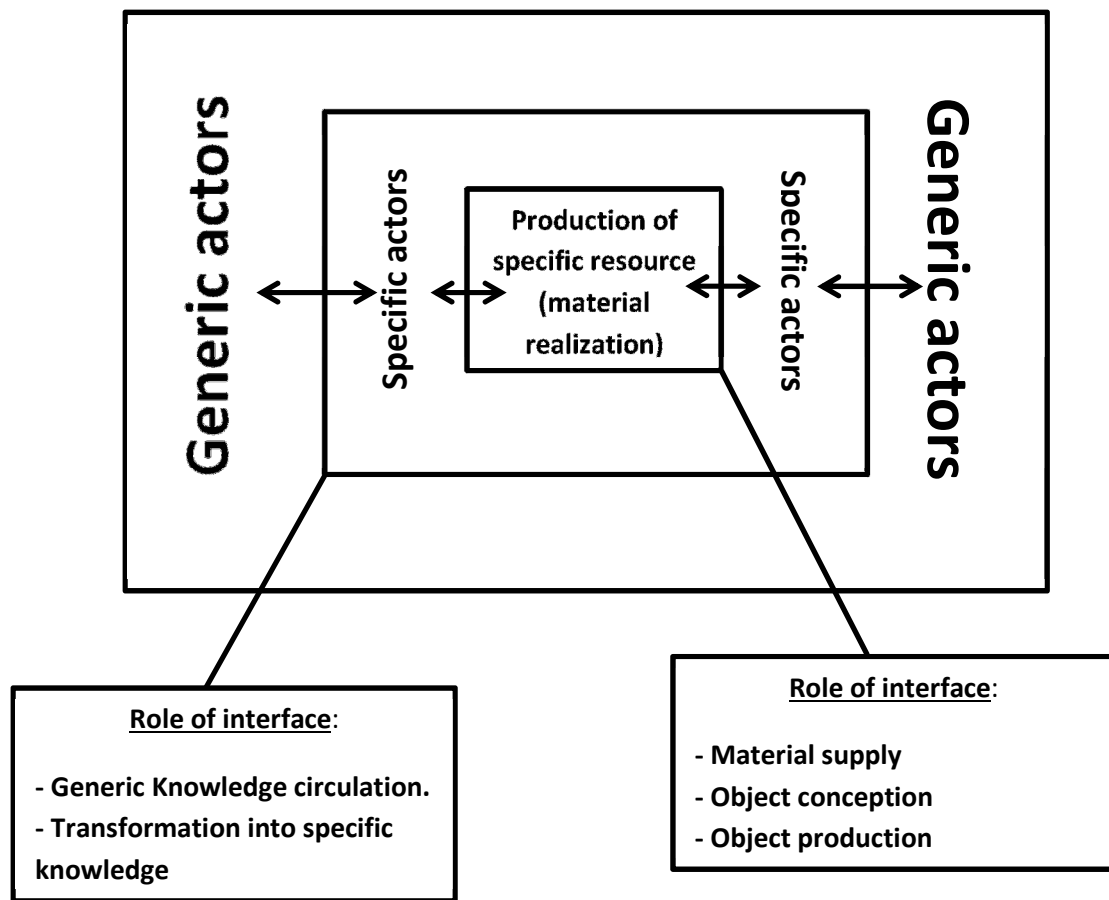 Generic actors
Specific actors
Production of
specific resource
(material
realization)
Specific actors
Generic actors
Role of interface:
- Generic Knowledge circulation.
- Transformation into specific
knowledge
Role of interface:
- Material supply
- Object conception
- Object production